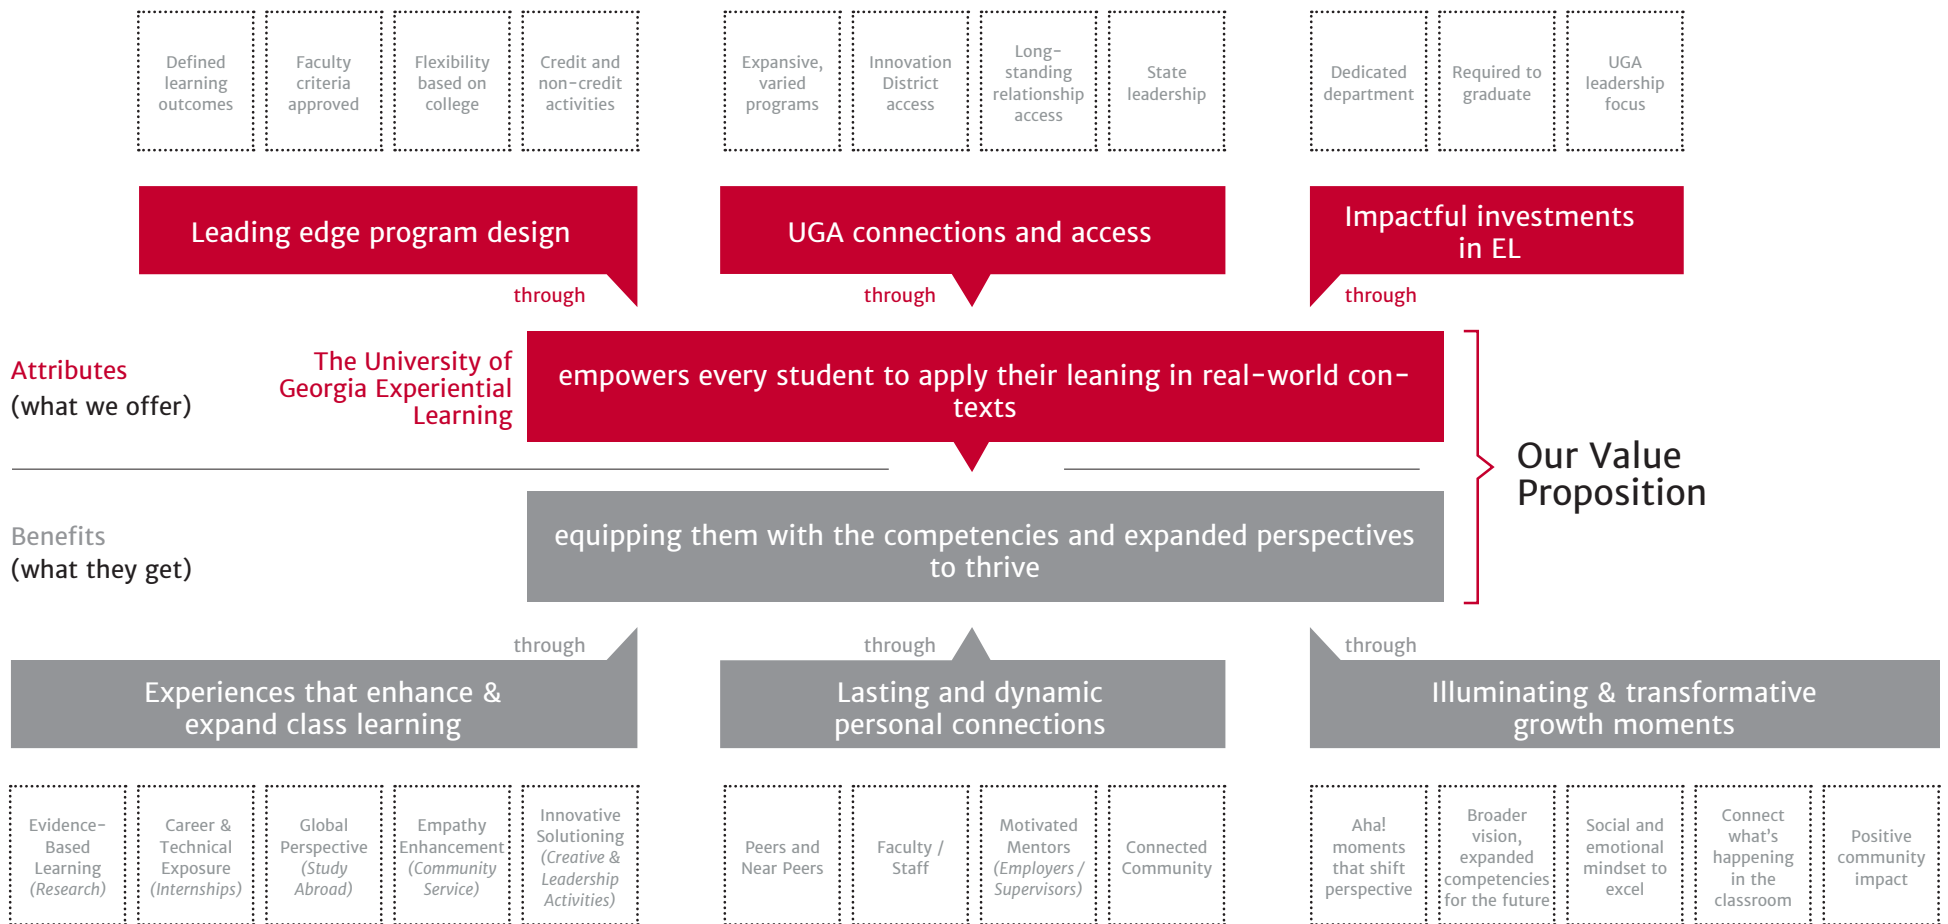 Defined
learning
outcomes
Faculty
criteria
approved
Flexibility
based on
college
Credit and
non-credit
activities
Expansive,
varied
programs
Innovation
District
access
Long-
standing
relationship
access
State
leadership
Dedicated
department
Required to
graduate
UGA
leadership
focus
Leading edge program design
UGA connections and access
Impactful investments
in EL
through
through
through
Attributes
(what we offer)
The University of
Georgia Experiential
Learning
empowers every student to apply their leaning in real-world con-
texts
Our Value
Proposition
Benefits
(what they get)
equipping them with the competencies and expanded perspectives
to thrive
through
through
through
Experiences that enhance &
expand class learning
Lasting and dynamic
personal connections
Illuminating & transformative
growth moments
Evidence-
Based
Learning
(Research)
Career &
Technical
Exposure
(Internships)
Global
Perspective
(Study
Abroad)
Empathy
Enhancement
(Community
Service)
Innovative
Solutioning
(Creative &
Leadership
Activities)
Peers and
Near Peers
Faculty /
Staff
Motivated
Mentors
(Employers /
Supervisors)
Connected
Community
Aha!
moments
that shift
perspective
Broader
vision,
expanded
competencies
for the future
Social and
emotional
mindset to
excel
Connect
what's
happening
in the
classroom
Positive
community
impact